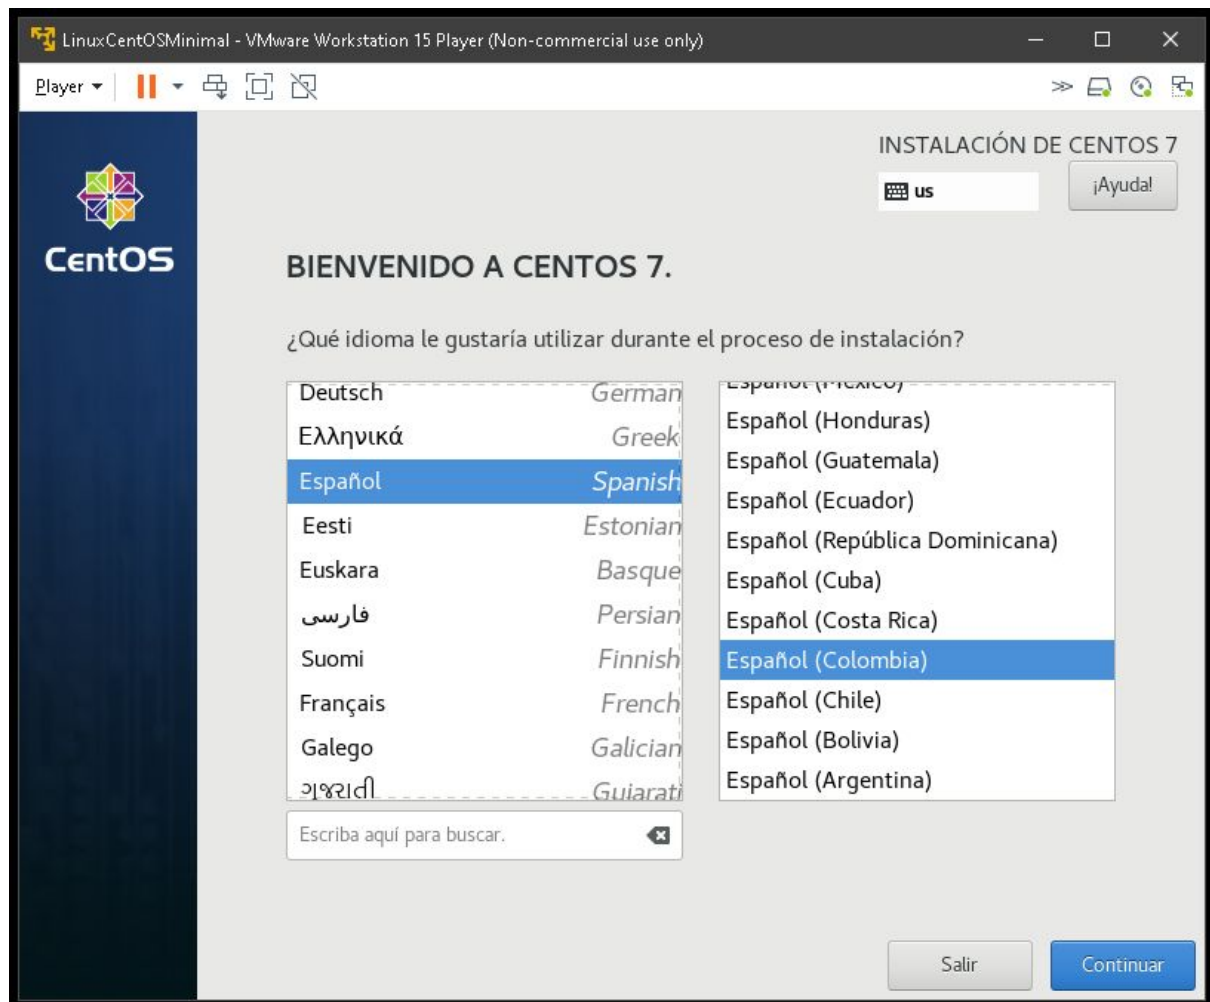 LinuxCentOSMinimal - VMware Workstation 15 Player (Non-commercial use only)
Player
INSTALACIÓN DE CENTOS 7
us
¡Ayuda!
CentOS
BIENVENIDO A CENTOS 7.
¿Qué idioma le gustaría utilizar durante el proceso de instalación?
Deutsch German
Ελληνικά Greek
Español Spanish
Eesti Estonian
Euskara Basque
فارسی Persian
Suomi Finnish
Français French
Galego Galician
ગુજરાતી Gujarati
Escriba aquí para buscar.
Español (México)
Español (Honduras)
Español (Guatemala)
Español (Ecuador)
Español (República Dominicana)
Español (Cuba)
Español (Costa Rica)
Español (Colombia)
Español (Chile)
Español (Bolivia)
Español (Argentina)
Salir
Continuar